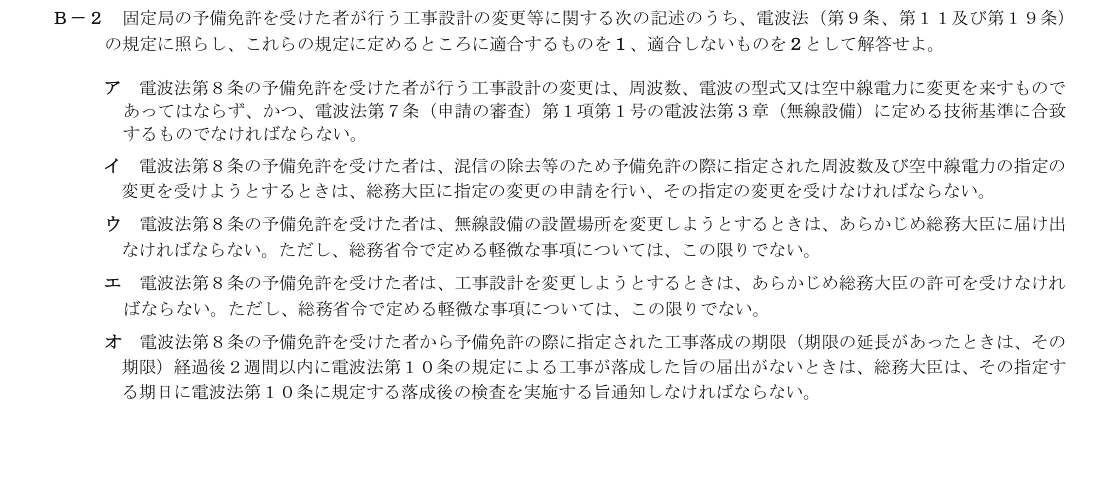 Ｂ－２　固定局の予備免許を受けた者が行う工事設計の変更等に関する次の記述のうち、電波法（第９条、第１１及び第１９条）
の規定に照らし、これらの規定に定めるところに適合するものを１、適合しないものを２として解答せよ。
ア　電波法第８条の予備免許を受けた者が行う工事設計の変更は、周波数、電波の型式又は空中線電力に変更を来すもので
あってはならず、かつ、電波法第７条（申請の審査）第１項第１号の電波法第３章（無線設備）に定める技術基準に合致
するものでなければならない。
イ　電波法第８条の予備免許を受けた者は、混信の除去等のため予備免許の際に指定された周波数及び空中線電力の指定の
変更を受けようとするときは、総務大臣に指定の変更の申請を行い、その指定の変更を受けなければならない。
ウ　電波法第８条の予備免許を受けた者は、無線設備の設置場所を変更しようとするときは、あらかじめ総務大臣に届け出
なければならない。ただし、総務省令で定める軽微な事項については、この限りでない。
エ　電波法第８条の予備免許を受けた者は、工事設計を変更しようとするときは、あらかじめ総務大臣の許可を受けなけれ
ばならない。ただし、総務省令で定める軽微な事項については、この限りでない。
オ　電波法第８条の予備免許を受けた者から予備免許の際に指定された工事落成の期限（期限の延長があったときは、その
期限）経過後２週間以内に電波法第１０条の規定による工事が落成した旨の届出がないときは、総務大臣は、その指定す
る期日に電波法第１０条に規定する落成後の検査を実施する旨通知しなければならない。